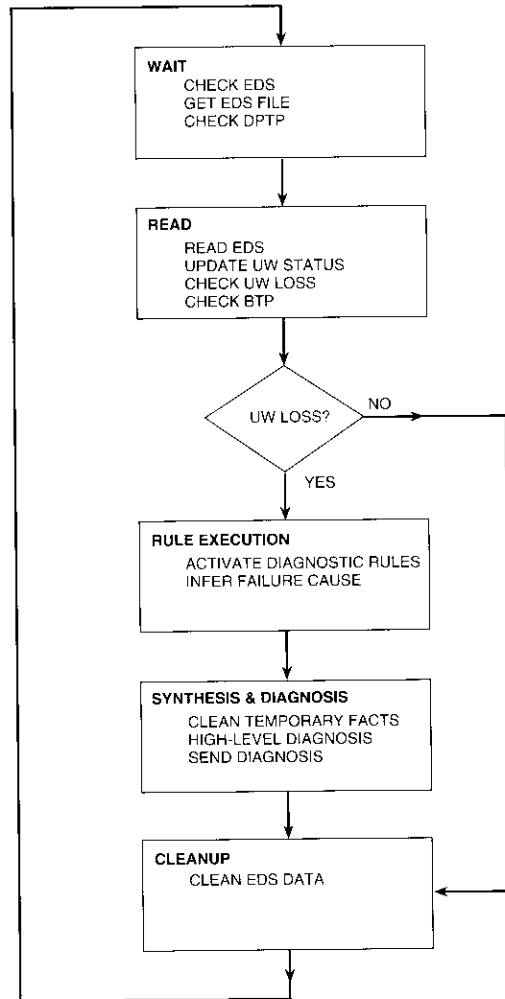 WAIT
CHECK EDS
GET EDS FILE
CHECK DPTP
READ
READ EDS
UPDATE UW STATUS
CHECK UW LOSS
CHECK BTP
UW LOSS?
NO
YES
RULE EXECUTION
ACTIVATE DIAGNOSTIC RULES
INFER FAILURE CAUSE
SYNTHESIS & DIAGNOSIS
CLEAN TEMPORARY FACTS
HIGH-LEVEL DIAGNOSIS
SEND DIAGNOSIS
CLEANUP
CLEAN EDS DATA